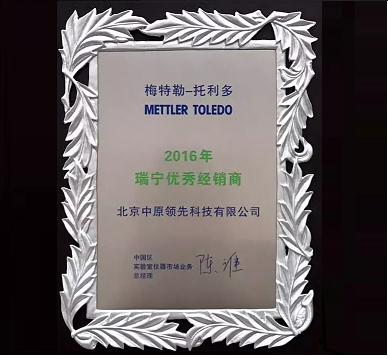 梅特勒-托利多
METTLER TOLEDO
2016年
瑞宁优秀经销商
北京中原领先科技有限公司
中国区
实验室仪器市场业务
总经理
陈淮